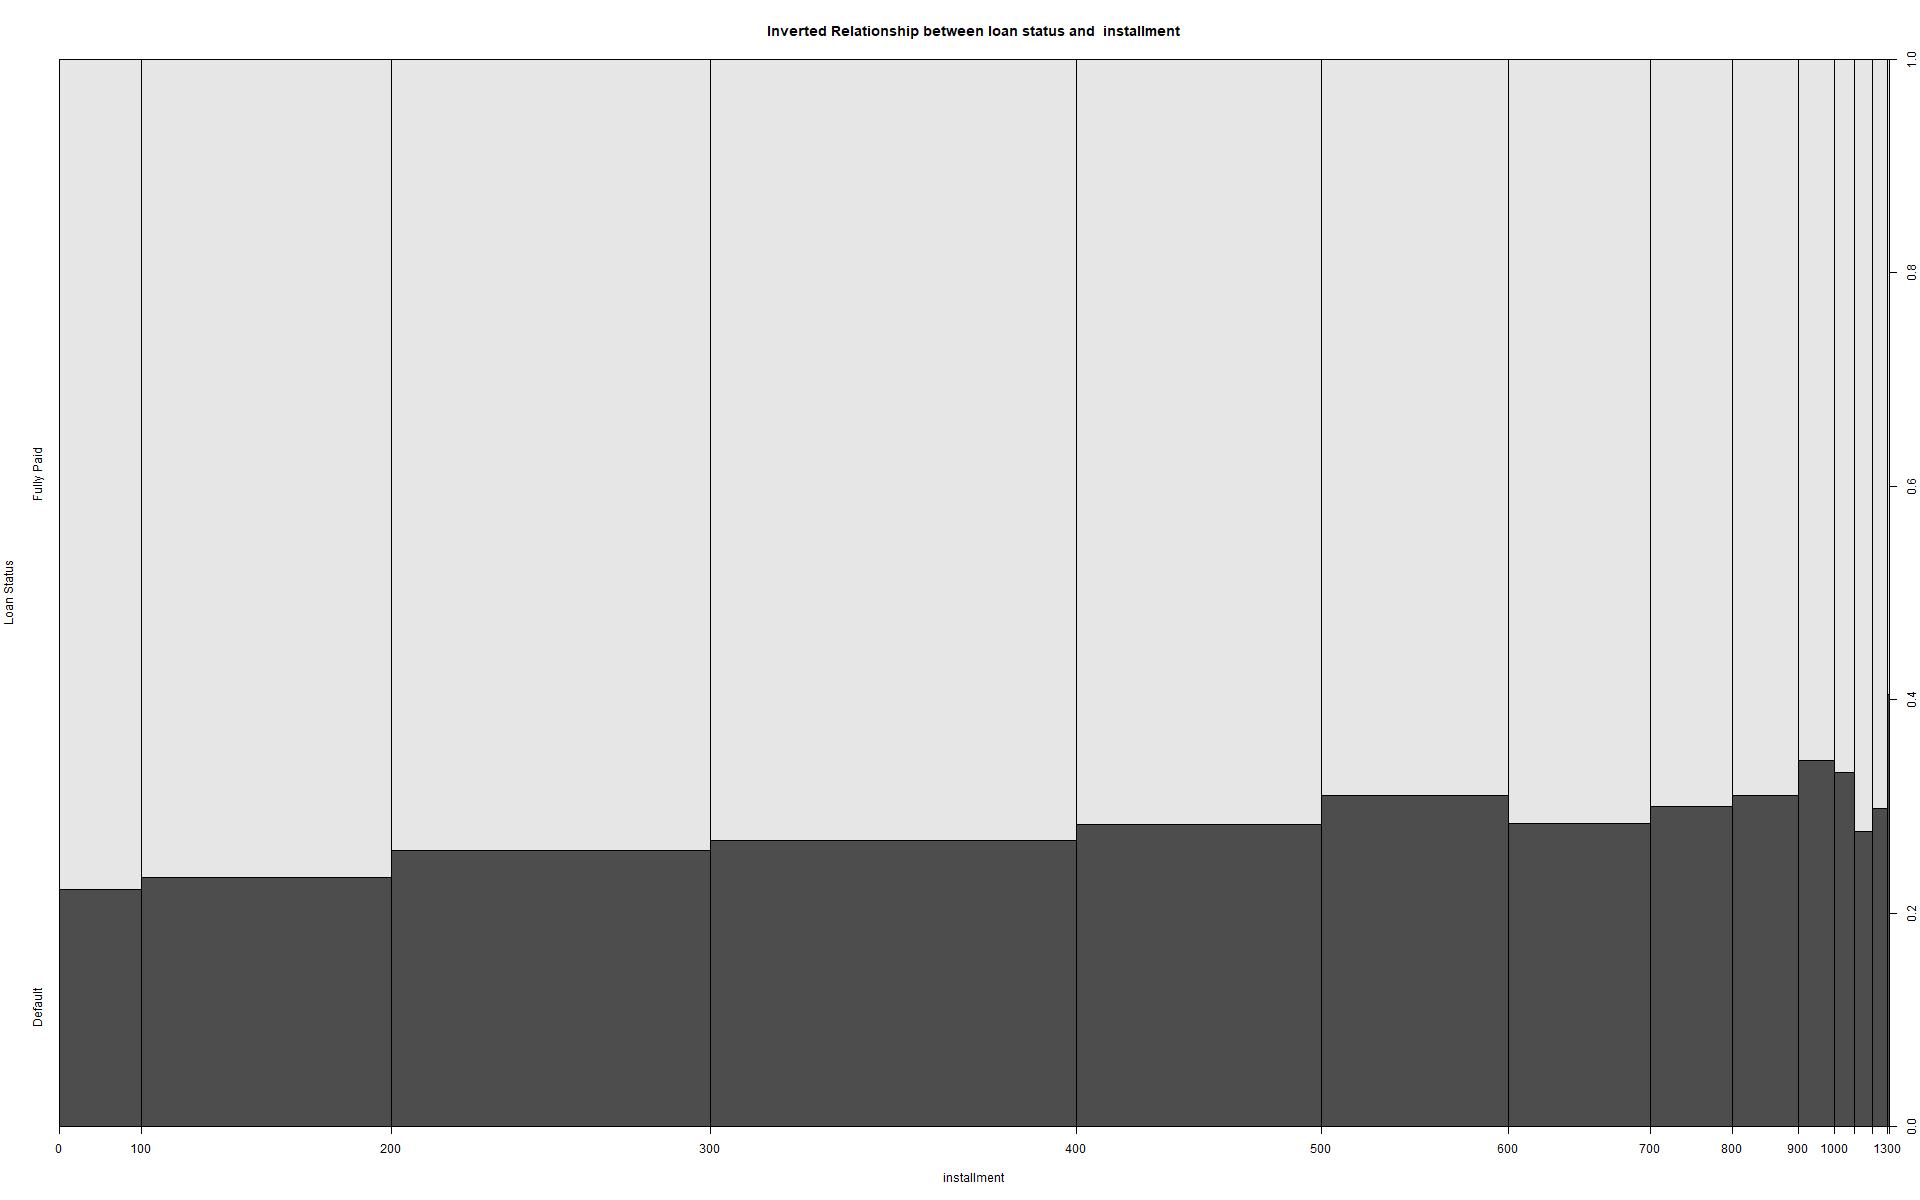 Inverted Relationship between loan status and  installment
Loan Status
Fully Paid
Default
1.0
0.8
0.6
0.4
0.2
0.0
0 100 200 300 400 500 600 700 800 900 1000 1300
installment